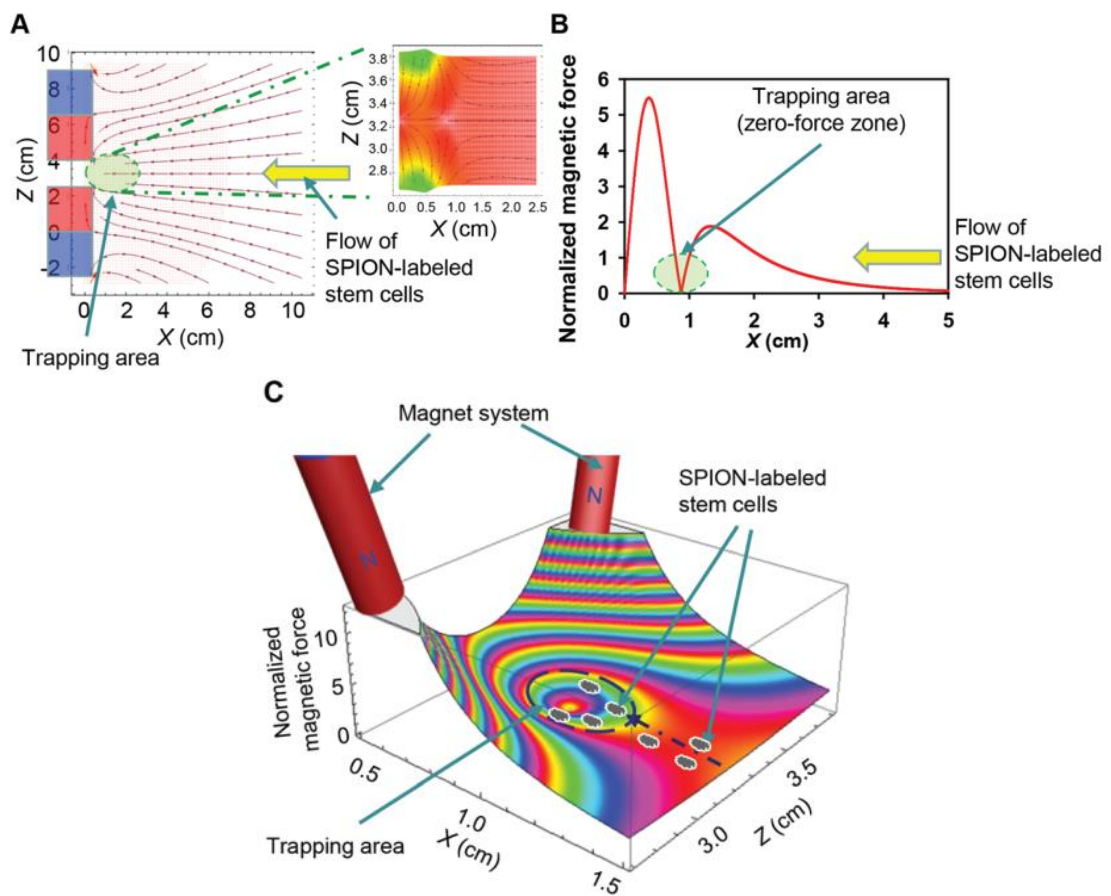 A
10
8
6
4
2
0
-2
Z (cm)
0 2 4 6 8 10
X (cm)
Trapping area
3.8
3.6
3.4
3.2
3.0
2.8
Z (cm)
0.0 0.5 1.0 1.5 2.0 2.5
X (cm)
Flow of
SPION-labeled
stem cells
B
Normalized magnetic force
6
5
4
3
2
1
0
0 1 2 3 4 5
X (cm)
Trapping area
(zero-force zone)
Flow of
SPION-labeled
stem cells
C
Magnet system
N
N
SPION-labeled
stem cells
Normalized
magnetic force
10
5
0
0.5
1.0
1.5
X (cm)
3.0
3.5
Z (cm)
Trapping area